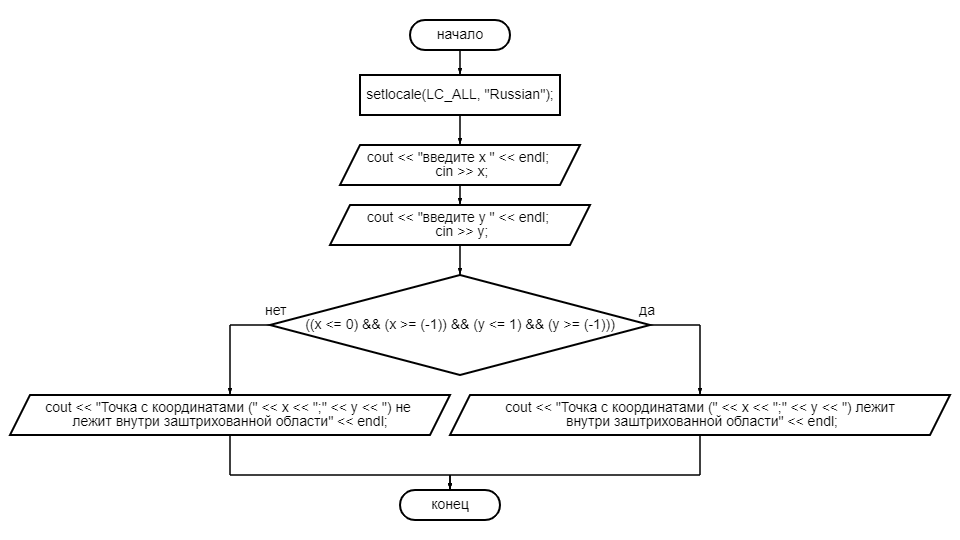 начало
setlocale(LC_ALL, "Russian");
cout << "введите x " << endl;
cin >> x;
cout << "введите y " << endl;
cin >> y;
нет
да
((x <= 0) && (x >= (-1)) && (y <= 1) && (y >= (-1)))
cout << "Точка с координатами (" << x << ";" << y << ") не
лежит внутри заштрихованной области" << endl;
cout << "Точка с координатами (" << x << ";" << y << ") лежит
внутри заштрихованной области" << endl;
конец